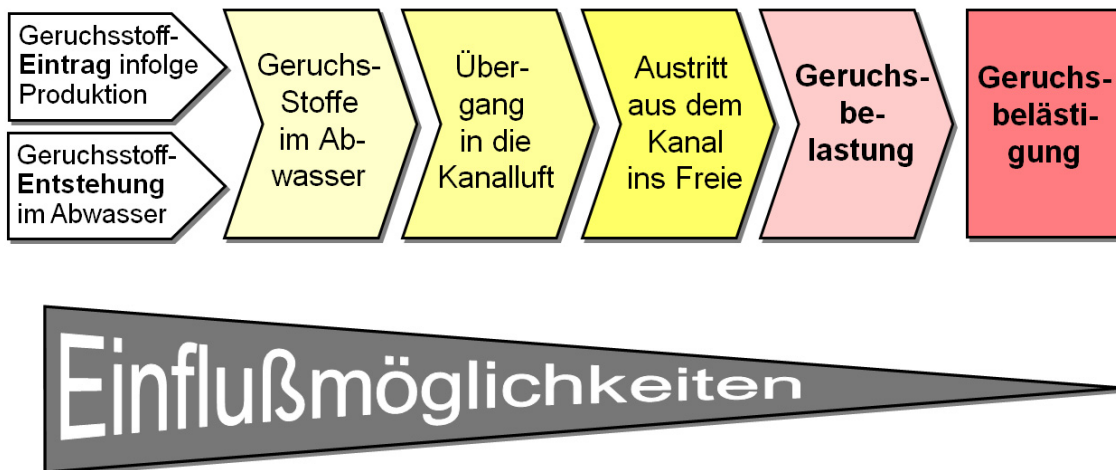 Geruchsstoff-
Eintrag infolge
Produktion
Geruchsstoff-
Entstehung
im Abwasser
Geruchs-
Stoffe
im Ab-
wasser
Über-
gang
in die
Kanalluft
Austritt
aus dem
Kanal
ins Freie
Geruchs-
be-
lastung
Geruchs-
belästi-
gung
Einflußmöglichkeiten